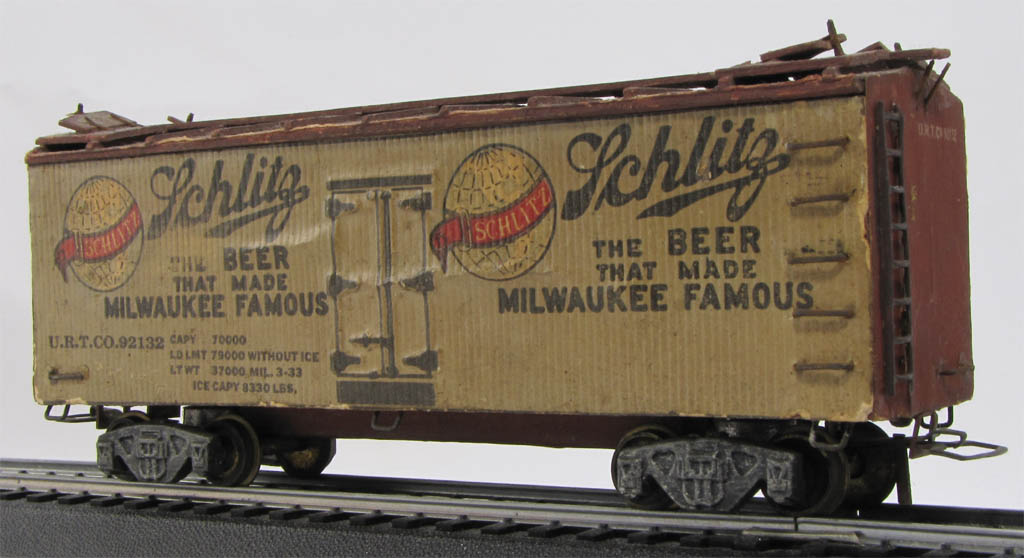 Schlitz
SCHLITZ
THE BEER
THAT MADE
MILWAUKEE FAMOUS
U.R.T.CO.92132
CAPY 70000
LD LMT 79000 WITHOUT ICE
LT WT 37000 MIL. 3-33
ICE CAPY 8330 LBS.
Schlitz
SCHLITZ
THE BEER
THAT MADE
MILWAUKEE FAMOUS